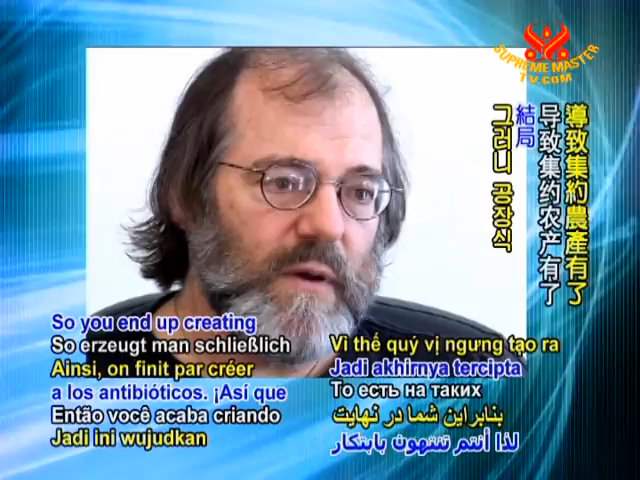 SUPREME MASTER
TV.COM
導致集約農產有了
导致集约农产有了
結局
그러니 공장식
So you end up creating
So erzeugt man schließlich
Ainsi, on finit par créer
a los antibióticos. ¡Así que
Então você acaba criando
Jadi ini wujudkan
Vì thế quý vị ngưng tạo ra
Jadi akhirnya tercipta
То есть на таких
بنابراین شما در نهایت
لذا أنتم تنتهون بابتكار